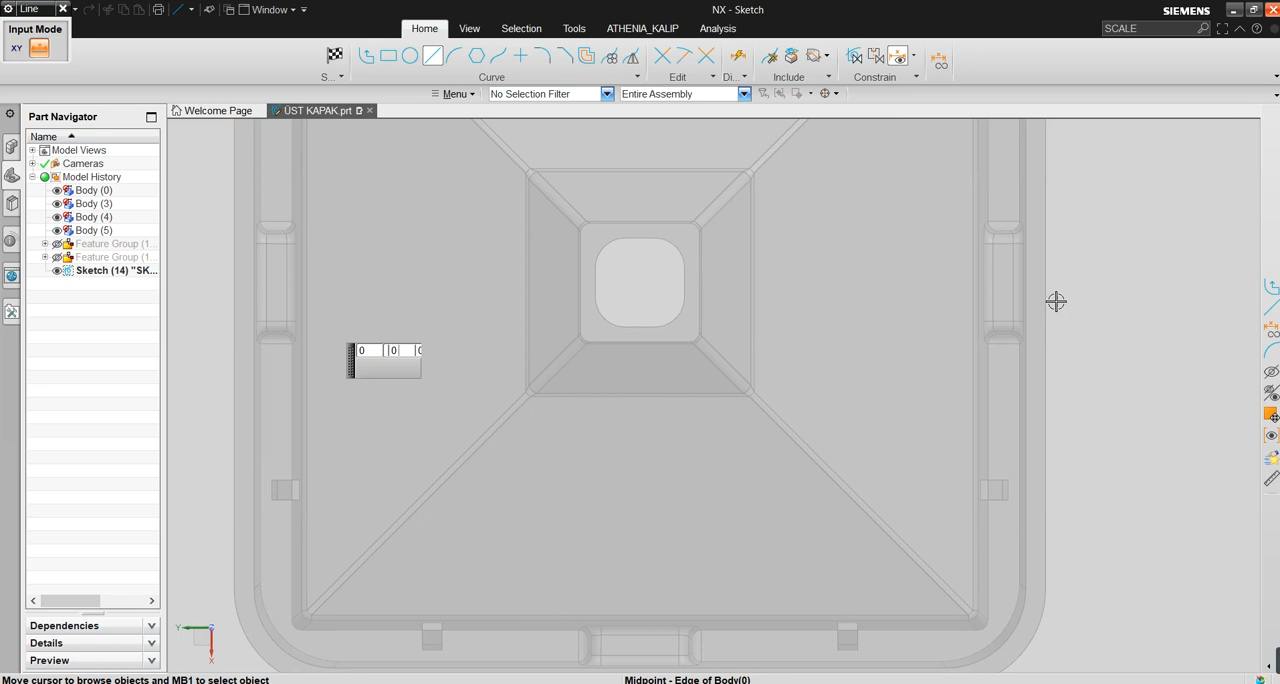 Line
Window
NX - Sketch
SIEMENS
Input Mode
XY
Home
View
Selection
Tools
ATHENIA_KALIP
Analysis
SCALE
S...
Curve
Edit
Di...
Include
Constrain
Menu
No Selection Filter
Entire Assembly
Part Navigator
Welcome Page
ÜST KAPAK.prt
Name
Model Views
Cameras
Model History
Body (0)
Body (3)
Body (4)
Body (5)
Feature Group (1...
Feature Group (1...
Sketch (14) "SK...
0
0
Dependencies
Details
Preview
Y
Z
X
Move cursor to browse objects and MB1 to select object
Midpoint - Edge of Body(0)